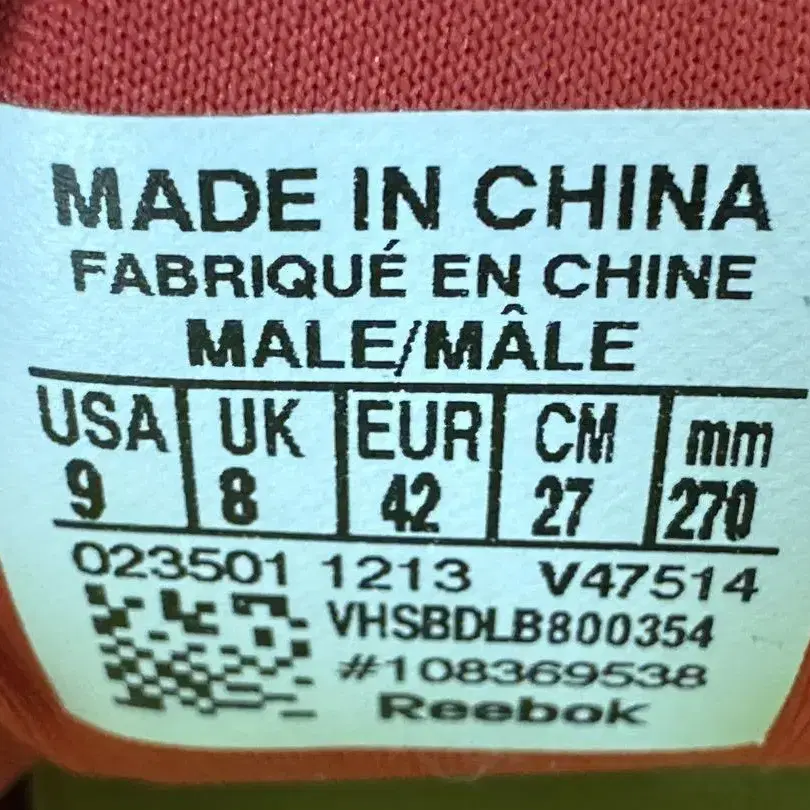 MADE IN CHINA
FABRIQUÉ EN CHINE
MALE/MÂLE
USA UK EUR CM mm
9 8 42 27 270
023501 1213 V47514
VHSBDLB800354
#108369538
Reebok